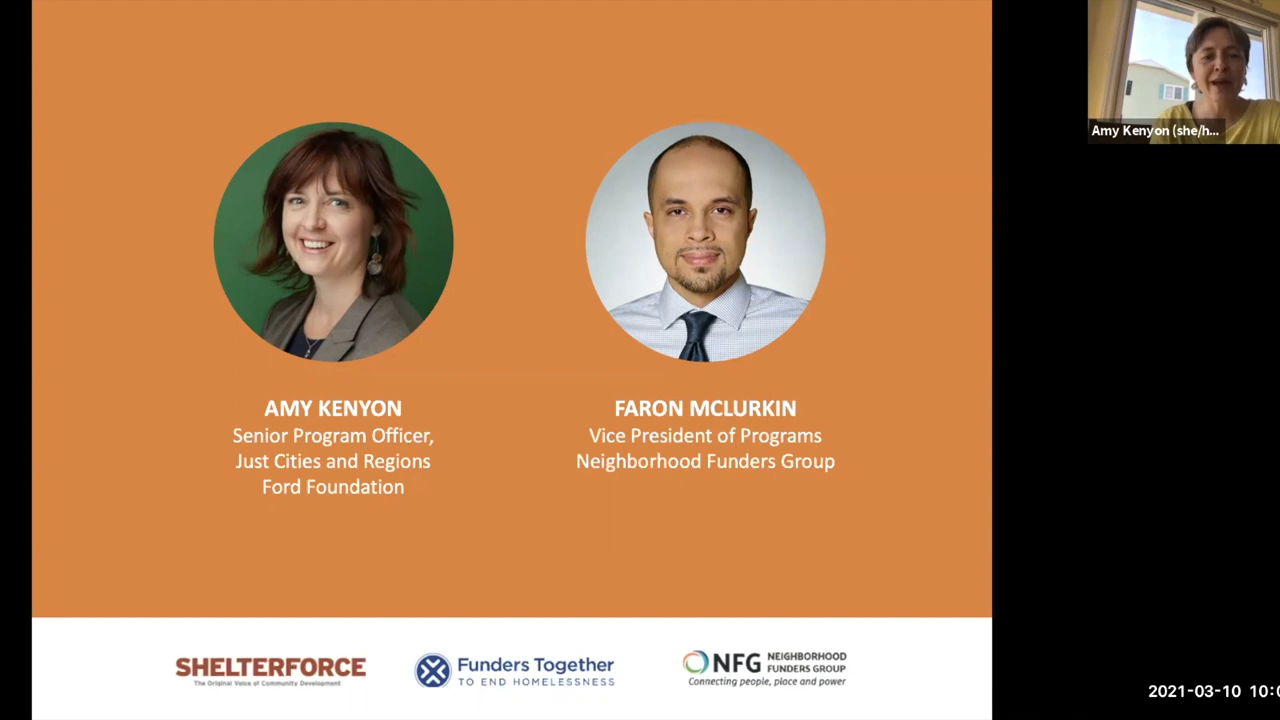 Amy Kenyon (she/h...
AMY KENYON
Senior Program Officer,
Just Cities and Regions
Ford Foundation
FARON MCLURKIN
Vice President of Programs
Neighborhood Funders Group
SHELTERFORCE
The Original Voice of Community Development
Funders Together
TO END HOMELESSNESS
NFG NEIGHBORHOOD
FUNDERS GROUP
Connecting people, place and power
2021-03-10 10:0